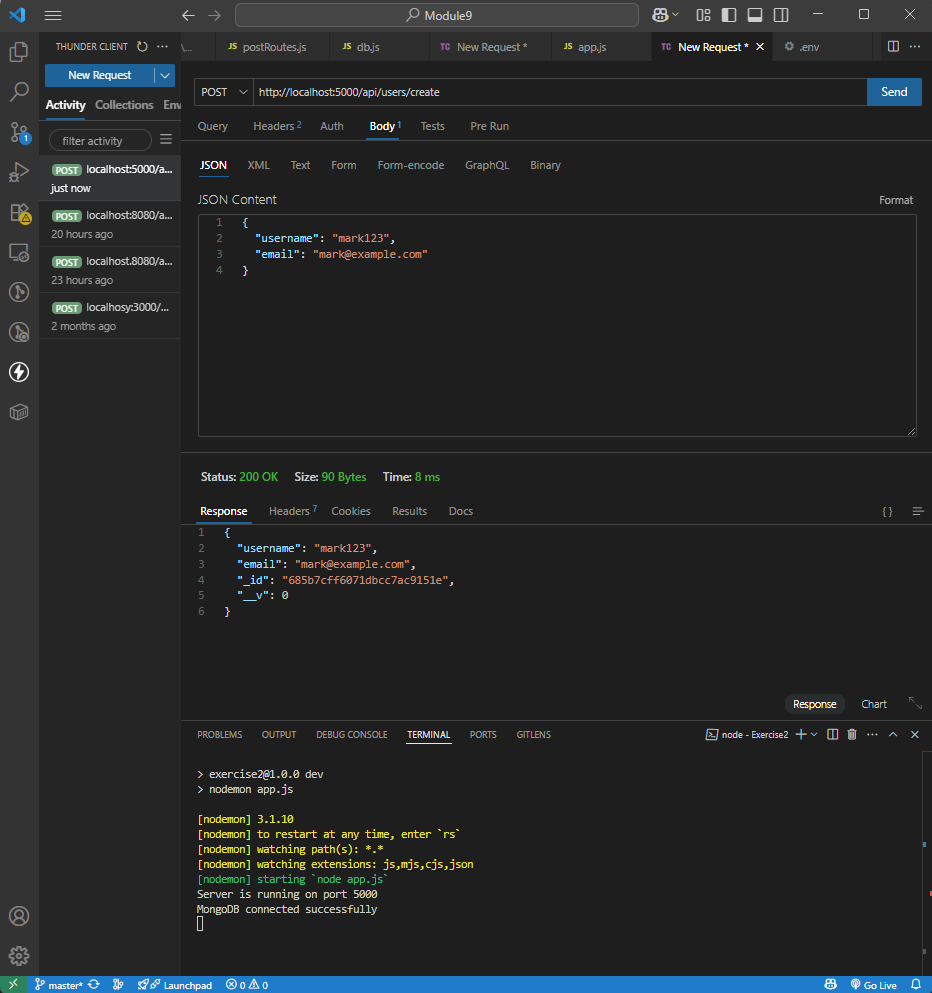 Module9
THUNDER CLIENT
\...
JS postRoutes.js
JS db.js
TC New Request *
JS app.js
TC New Request *
.env
New Request
Activity Collections Env
filter activity
POST localhost:5000/a...
just now
POST localhost:8080/a...
20 hours ago
POST localhost.8080/a...
23 hours ago
POST localhosy:3000/...
2 months ago
1
POST http://localhost:5000/api/users/create Send
Query Headers 2 Auth Body 1 Tests Pre Run
JSON XML Text Form Form-encode GraphQL Binary
JSON Content Format
1 {
2 "username": "mark123",
3 "email": "mark@example.com"
4 }
Status: 200 OK Size: 90 Bytes Time: 8 ms
Response Headers 7 Cookies Results Docs { }
1 {
2 "username": "mark123",
3 "email": "mark@example.com",
4 "_id": "685b7cff6071dbcc7ac9151e",
5 "__v": 0
6 }
Response Chart
PROBLEMS OUTPUT DEBUG CONSOLE TERMINAL PORTS GITLENS node - Exercise2
> exercise2@1.0.0 dev
> nodemon app.js
[nodemon] 3.1.10
[nodemon] to restart at any time, enter `rs`
[nodemon] watching path(s): *.*
[nodemon] watching extensions: js,mjs,cjs,json
[nodemon] starting `node app.js`
Server is running on port 5000
MongoDB connected successfully
master* Launchpad 0 0 Go Live